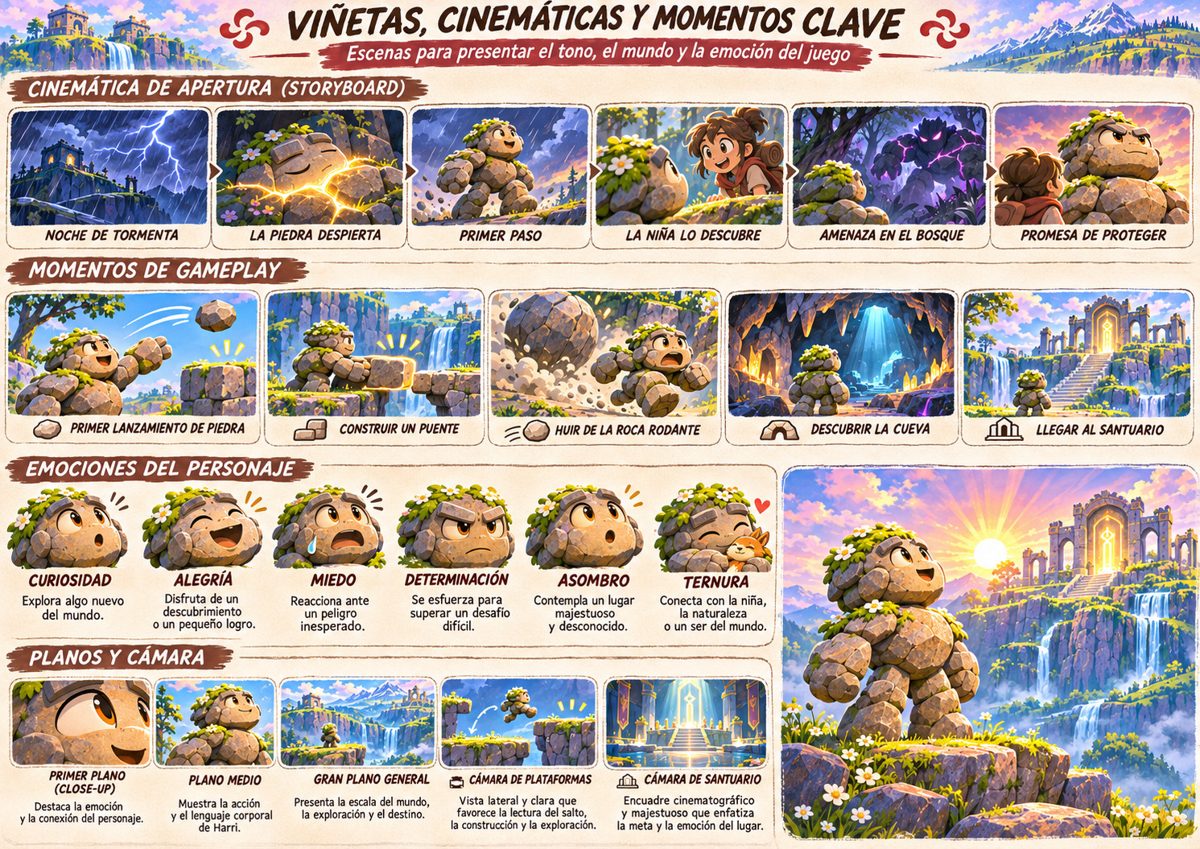 VIÑETAS, CINEMÁTICAS Y MOMENTOS CLAVE
Escenas para presentar el tono, el mundo y la emoción del juego
CINEMÁTICA DE APERTURA (STORYBOARD)
NOCHE DE TORMENTA
LA PIEDRA DESPIERTA
PRIMER PASO
LA NIÑA LO DESCUBRE
AMENAZA EN EL BOSQUE
PROMESA DE PROTEGER
MOMENTOS DE GAMEPLAY
PRIMER LANZAMIENTO DE PIEDRA
CONSTRUIR UN PUENTE
HUIR DE LA ROCA RODANTE
DESCUBRIR LA CUEVA
LLEGAR AL SANTUARIO
EMOCIONES DEL PERSONAJE
CURIOSIDAD
Explora algo nuevo
del mundo.
ALEGRÍA
Disfruta de un
descubrimiento
o un pequeño logro.
MIEDO
Reacciona ante
un peligro
inesperado.
DETERMINACIÓN
Se esfuerza para
superar un desafío
difícil.
ASOMBRO
Contempla un lugar
majestuoso
y desconocido.
TERNURA
Conecta con la niña,
la naturaleza
o un ser del mundo.
PLANOS Y CÁMARA
PRIMER PLANO
(CLOSE-UP)
Destaca la emoción
y la conexión del personaje.
PLANO MEDIO
Muestra la acción
y el lenguaje corporal
de Harri.
GRAN PLANO GENERAL
Presenta la escala del mundo,
la exploración y el destino.
CÁMARA DE PLATAFORMAS
Vista lateral y clara que
favorece la lectura del salto,
la construcción y la exploración.
CÁMARA DE SANTUARIO
Encuadre cinematográfico
y majestuoso que enfatiza
la meta y la emoción del lugar.